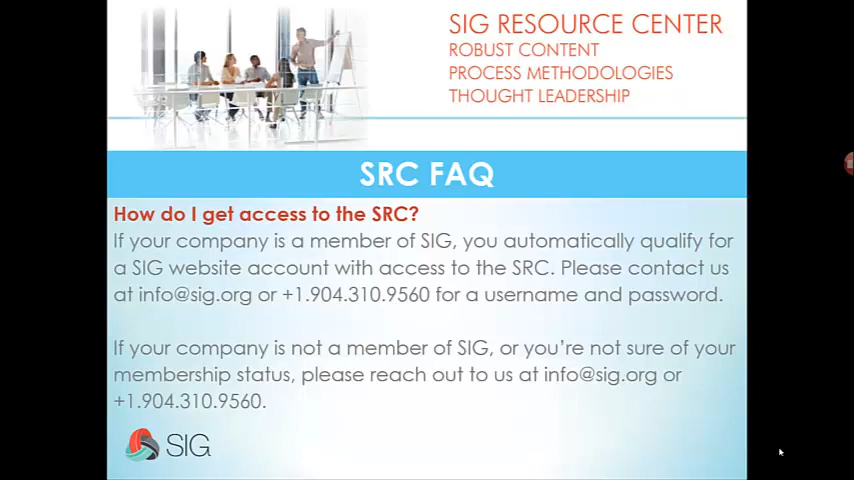 SIG RESOURCE CENTER
ROBUST CONTENT
PROCESS METHODOLOGIES
THOUGHT LEADERSHIP
SRC FAQ
How do I get access to the SRC?
If your company is a member of SIG, you automatically qualify for
a SIG website account with access to the SRC. Please contact us
at info@sig.org or +1.904.310.9560 for a username and password.
If your company is not a member of SIG, or you're not sure of your
membership status, please reach out to us at info@sig.org or
+1.904.310.9560.
SIG